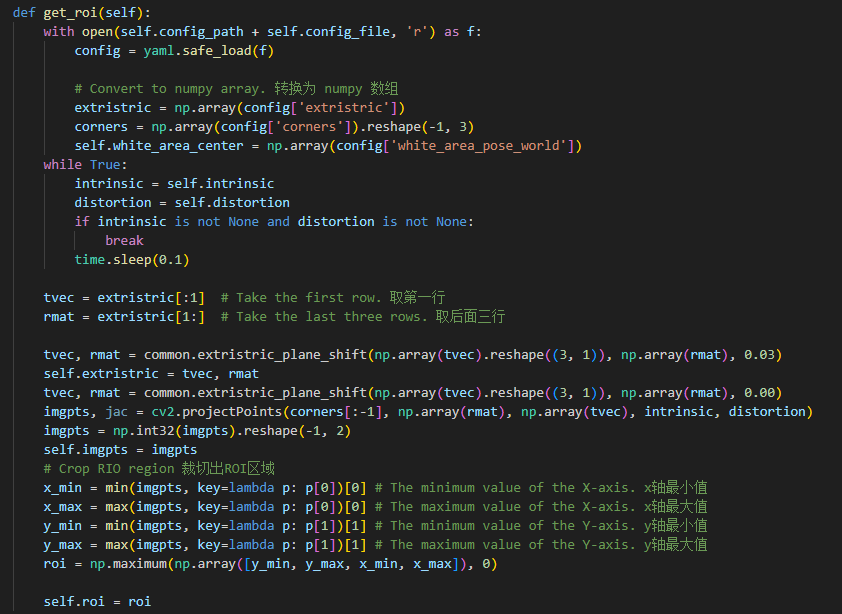 def get_roi(self):
    with open(self.config_path + self.config_file, 'r') as f:
        config = yaml.safe_load(f)

        # Convert to numpy array. 转换为 numpy 数组
        extristric = np.array(config['extristric'])
        corners = np.array(config['corners']).reshape(-1, 3)
        self.white_area_center = np.array(config['white_area_pose_world'])
    while True:
        intrinsic = self.intrinsic
        distortion = self.distortion
        if intrinsic is not None and distortion is not None:
            break
        time.sleep(0.1)

    tvec = extristric[:1]  # Take the first row. 取第一行
    rmat = extristric[1:]  # Take the last three rows. 取后面三行

    tvec, rmat = common.extristric_plane_shift(np.array(tvec).reshape((3, 1)), np.array(rmat), 0.03)
    self.extristric = tvec, rmat
    tvec, rmat = common.extristric_plane_shift(np.array(tvec).reshape((3, 1)), np.array(rmat), 0.00)
    imgpts, jac = cv2.projectPoints(corners[:-1], np.array(rmat), np.array(tvec), intrinsic, distortion)
    imgpts = np.int32(imgpts).reshape(-1, 2)
    self.imgpts = imgpts
    # Crop RIO region 裁切出ROI区域
    x_min = min(imgpts, key=lambda p: p[0])[0] # The minimum value of the X-axis. x轴最小值
    x_max = max(imgpts, key=lambda p: p[0])[0] # The maximum value of the X-axis. x轴最大值
    y_min = min(imgpts, key=lambda p: p[1])[1] # The minimum value of the Y-axis. y轴最小值
    y_max = max(imgpts, key=lambda p: p[1])[1] # The maximum value of the Y-axis. y轴最大值
    roi = np.maximum(np.array([y_min, y_max, x_min, x_max]), 0)

    self.roi = roi